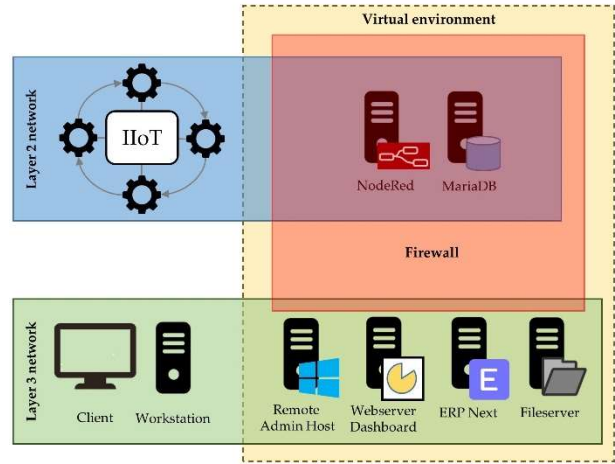 Virtual environment
Layer 2 network
IIoT
NodeRed
MariaDB
Firewall
Layer 3 network
Client
Workstation
Remote
Admin Host
Webserver
Dashboard
E
ERP Next
Fileserver